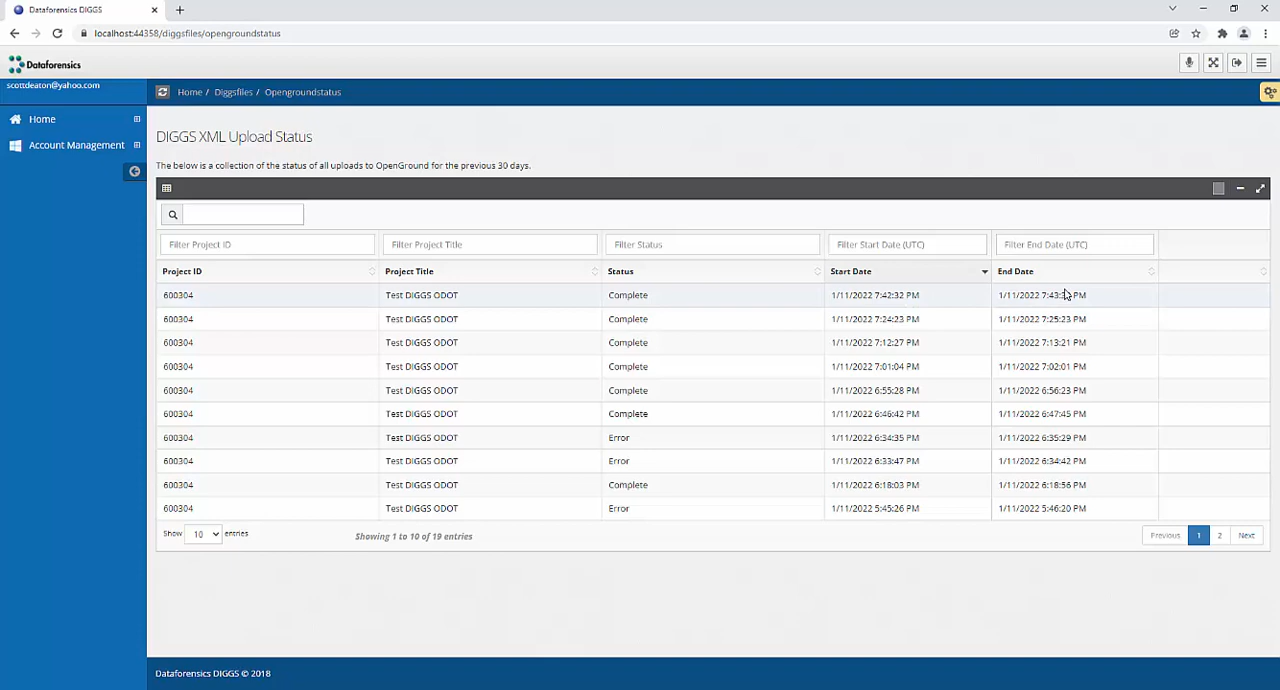 Dataforensics DIGGS
localhost:44358/diggsfiles/opengroundstatus
Dataforensics
scottdeaton@yahoo.com
Home / Diggsfiles / Opengroundstatus
Home
Account Management
DIGGS XML Upload Status
The below is a collection of the status of all uploads to OpenGround for the previous 30 days.
Filter Project ID Filter Project Title Filter Status Filter Start Date (UTC) Filter End Date (UTC)
Project ID Project Title Status Start Date End Date
600304 Test DIGGS ODOT Complete 1/11/2022 7:42:32 PM 1/11/2022 PM
600304 Test DIGGS ODOT Complete 1/11/2022 7:24:23 PM 1/11/2022 7:25:23 PM
600304 Test DIGGS ODOT Complete 1/11/2022 7:12:27 PM 1/11/2022 7:13:21 PM
600304 Test DIGGS ODOT Complete 1/11/2022 7:01:04 PM 1/11/2022 7:02:01 PM
600304 Test DIGGS ODOT Complete 1/11/2022 6:55:28 PM 1/11/2022 6:56:23 PM
600304 Test DIGGS ODOT Complete 1/11/2022 6:46:42 PM 1/11/2022 6:47:45 PM
600304 Test DIGGS ODOT Error 1/11/2022 6:34:35 PM 1/11/2022 6:35:29 PM
600304 Test DIGGS ODOT Error 1/11/2022 6:33:47 PM 1/11/2022 6:34:42 PM
600304 Test DIGGS ODOT Complete 1/11/2022 6:18:03 PM 1/11/2022 6:18:56 PM
600304 Test DIGGS ODOT Error 1/11/2022 5:45:26 PM 1/11/2022 5:46:20 PM
Show 10 entries Showing 1 to 10 of 19 entries Previous 1 2 Next
Dataforensics DIGGS © 2018